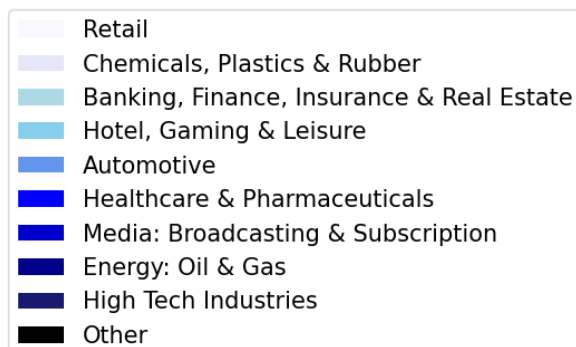 Retail
Chemicals, Plastics & Rubber
Banking, Finance, Insurance & Real Estate
Hotel, Gaming & Leisure
Automotive
Healthcare & Pharmaceuticals
Media: Broadcasting & Subscription
Energy: Oil & Gas
High Tech Industries
Other